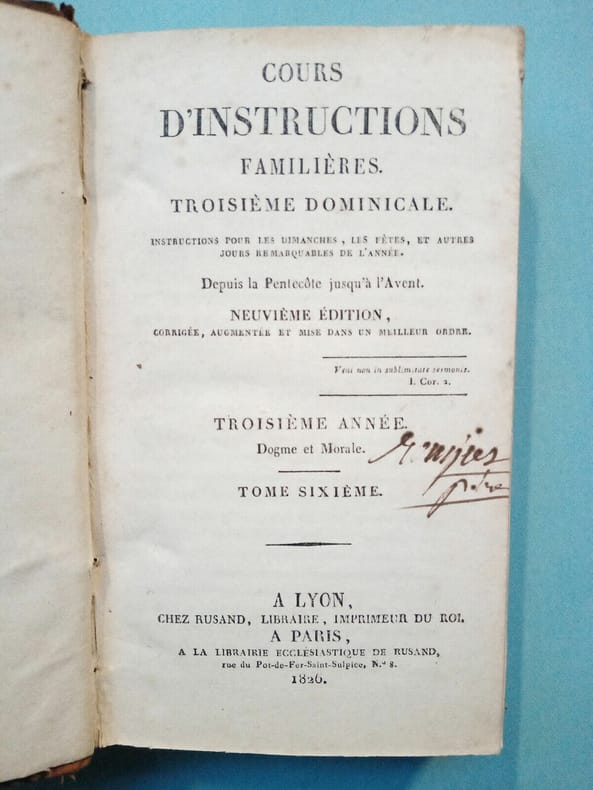 COURS
D'INSTRUCTIONS
FAMILIÈRES.
TROISIÈME DOMINICALE.
INSTRUCTIONS POUR LES DIMANCHES, LES FÊTES, ET AUTRES
JOURS REMARQUABLES DE L'ANNÉE.
Depuis la Pentecôte jusqu'à l'Avent.
NEUVIÈME ÉDITION,
CORRIGÉE, AUGMENTÉE ET MISE DANS UN MEILLEUR ORDRE.
Veni non in sublimitate sermonis.
I. Cor. 2.
TROISIÈME ANNÉE.
Dogme et Morale.
TOME SIXIÈME.
A LYON,
CHEZ RUSAND, LIBRAIRE, IMPRIMEUR DU ROI.
A PARIS,
A LA LIBRAIRIE ECCLÉSIASTIQUE DE RUSAND,
rue du Pot-de-Fer-Saint-Sulpice, N.º 8.
1826.